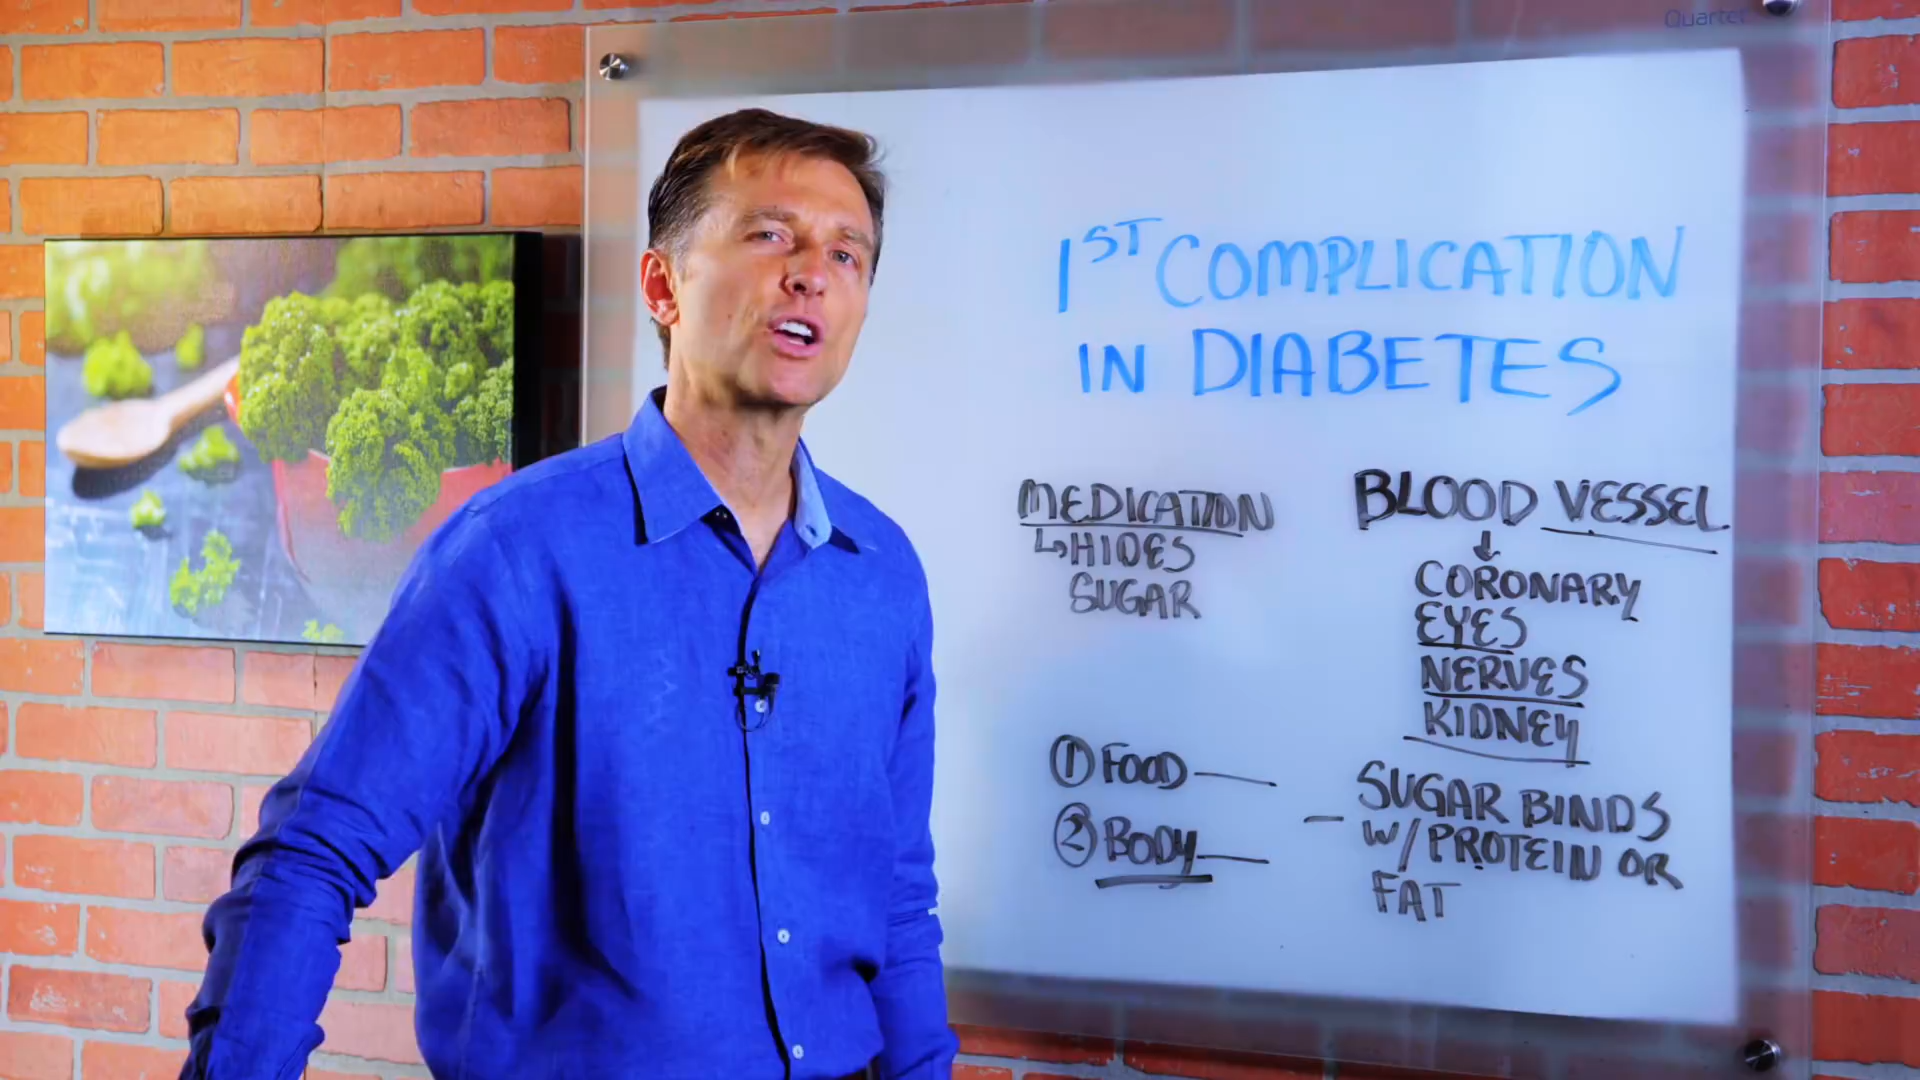 Quartet
1ST COMPLICATION
IN DIABETES
MEDICATION
↳HIDES
SUGAR
① FOOD —
② BODY —
BLOOD VESSEL
↓
CORONARY
EYES
NERVES
KIDNEY
— SUGAR BINDS
W/PROTEIN OR
FAT